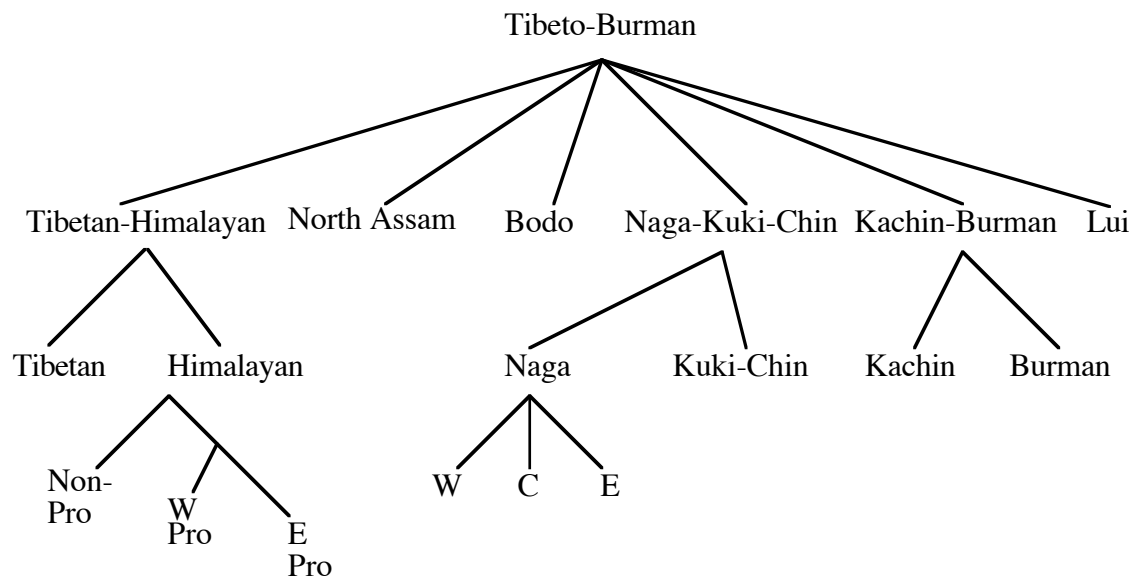 Tibeto-Burman
Tibetan-Himalayan North Assam Bodo Naga-Kuki-Chin Kachin-Burman Lui
Tibetan Himalayan Naga Kuki-Chin Kachin Burman
Non-
Pro
W
Pro
E
Pro
W C E